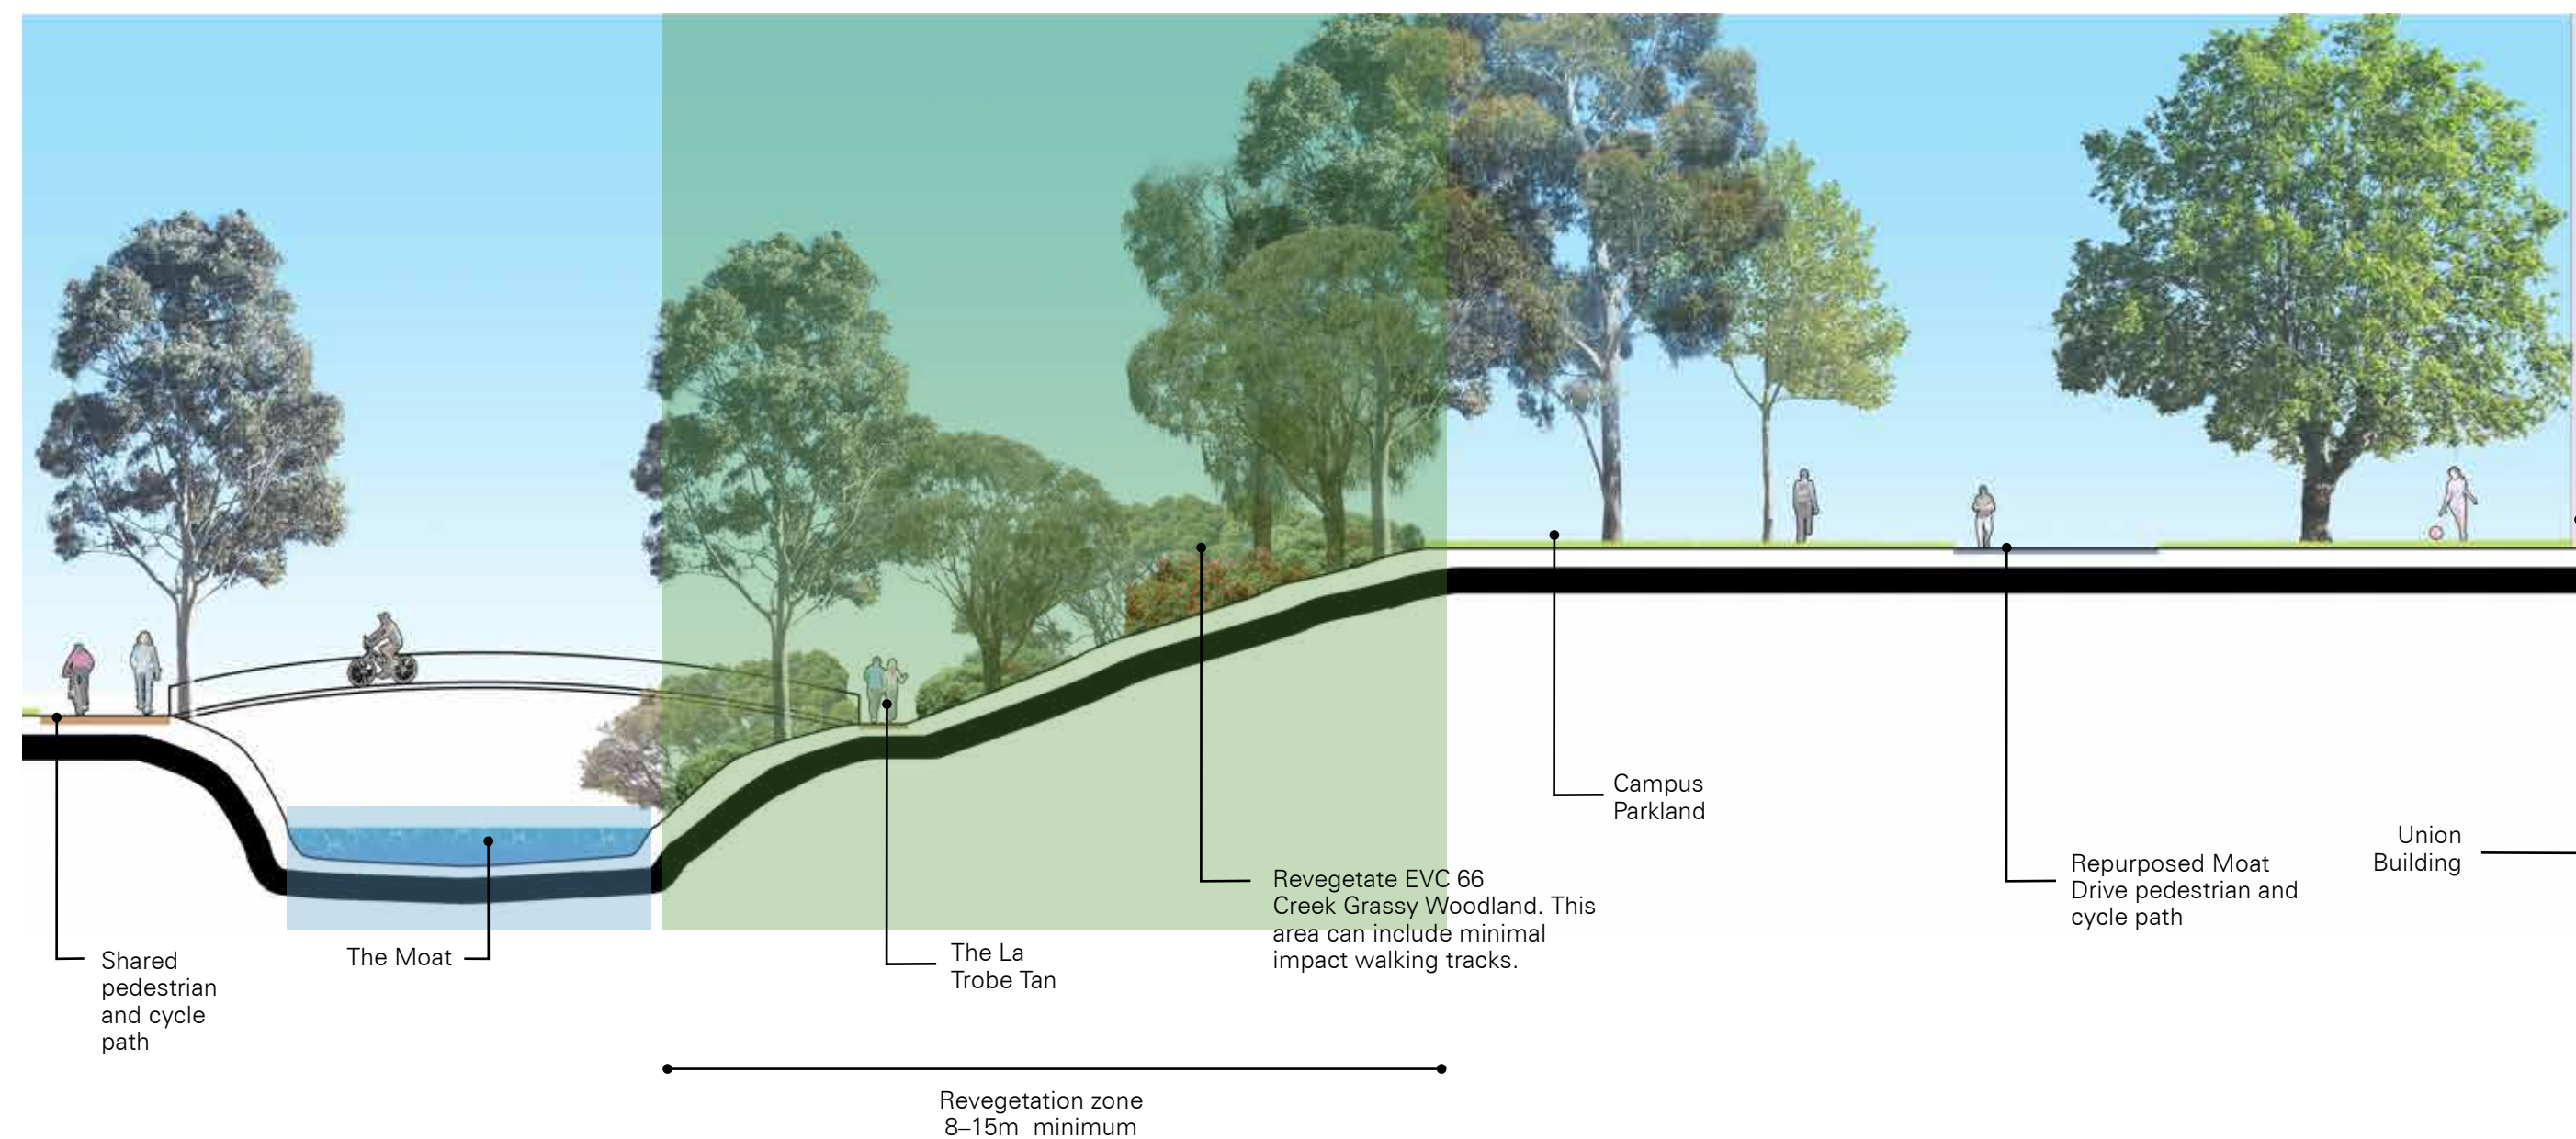 Shared
pedestrian
and cycle
path
The Moat
The La
Trobe Tan
Revegetate EVC 66
Creek Grassy Woodland. This
area can include minimal
impact walking tracks.
Campus
Parkland
Repurposed Moat
Drive pedestrian and
cycle path
Union
Building
Revegetation zone
8–15m minimum